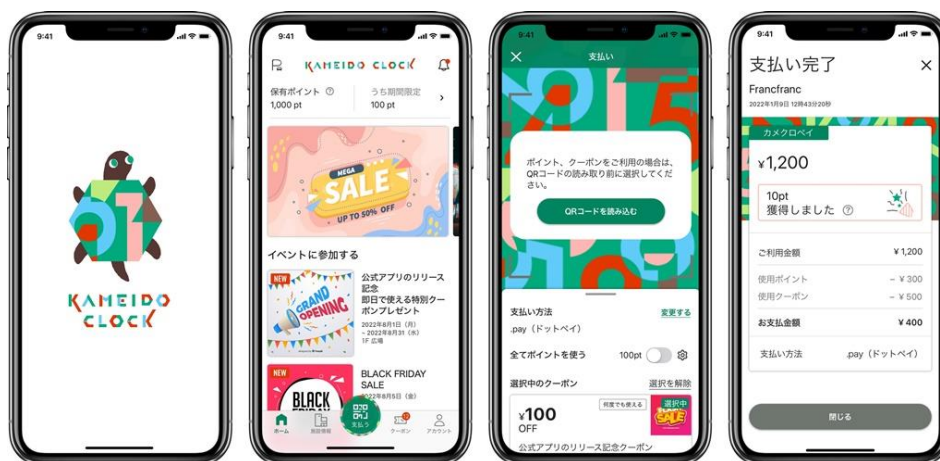 KAMEIDO
CLOCK
9:41
KAMEIDO CLOCK
保有ポイント ?
1,000 pt
うち期間限定
100 pt
MEGA
SALE
UP TO 50% OFF
イベントに参加する
NEW
GRAND
OPENING
公式アプリのリリース
記念
即日で使える特別クー
ポンプレゼント
2022年8月1日（月）
~ 2022年8月31（水）
1F 広場
NEW
BLACK
FRIDAY
BLACK FRIDAY
SALE
2022年8月5日（金）
ホーム
施設情報
支払う
クーポン
アカウント
9:41
支払い
ポイント、クーポンをご利用の場合は、
QRコードの読み取り前に選択してくだ
さい。
QRコードを読み込む
支払い方法
変更する
.pay（ドットペイ）
全てポイントを使う
100pt
選択中のクーポン
選択を解除
¥100
OFF
何度でも使える
選択中
SALE
公式アプリのリリース記念クーポン
9:41
支払い完了
Francfranc
2022年1月9日 12時43分20秒
カメクロペイ
¥1,200
10pt
獲得しました ?
ご利用金額
¥ 1,200
使用ポイント
- ¥ 300
使用クーポン
- ¥ 500
お支払金額
¥ 400
支払い方法
.pay（ドットペイ）
閉じる